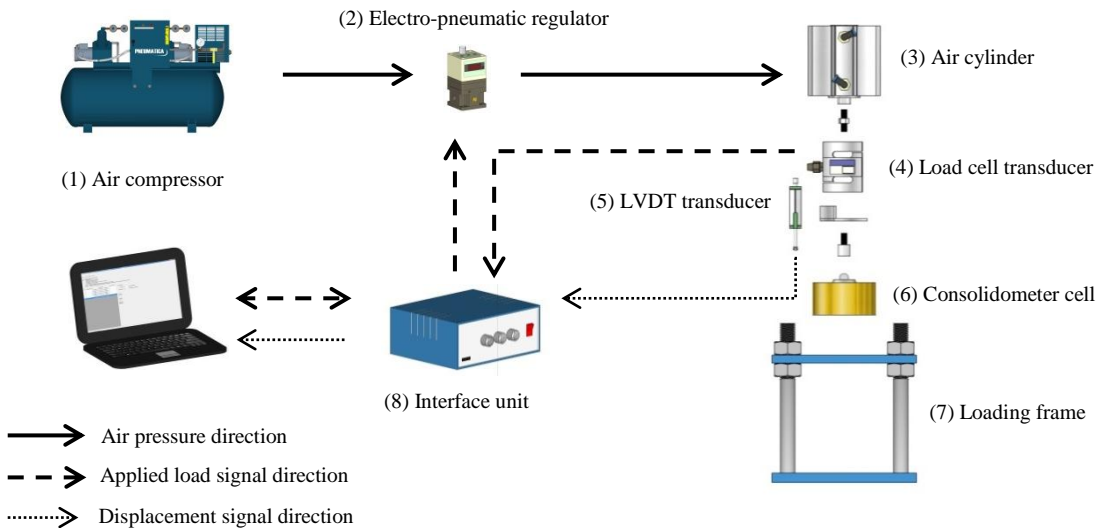 (2) Electro-pneumatic regulator
PNEUMATICA
(3) Air cylinder
(1) Air compressor
(4) Load cell transducer
(5) LVDT transducer
(6) Consolidometer cell
(8) Interface unit
(7) Loading frame
Air pressure direction
Applied load signal direction
Displacement signal direction